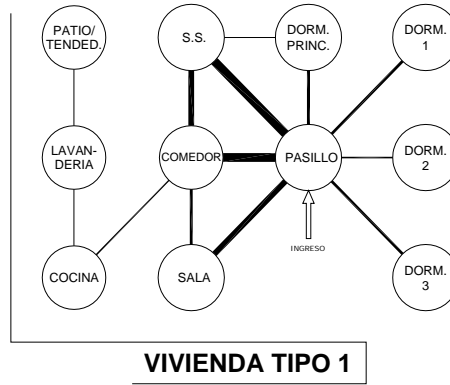 PATIO/
TENDED.
S.S.
DORM.
PRINC.
DORM.
1
LAVAN-
DERIA
COMEDOR
PASILLO
DORM.
2
INGRESO
COCINA
SALA
DORM.
3
VIVIENDA TIPO 1